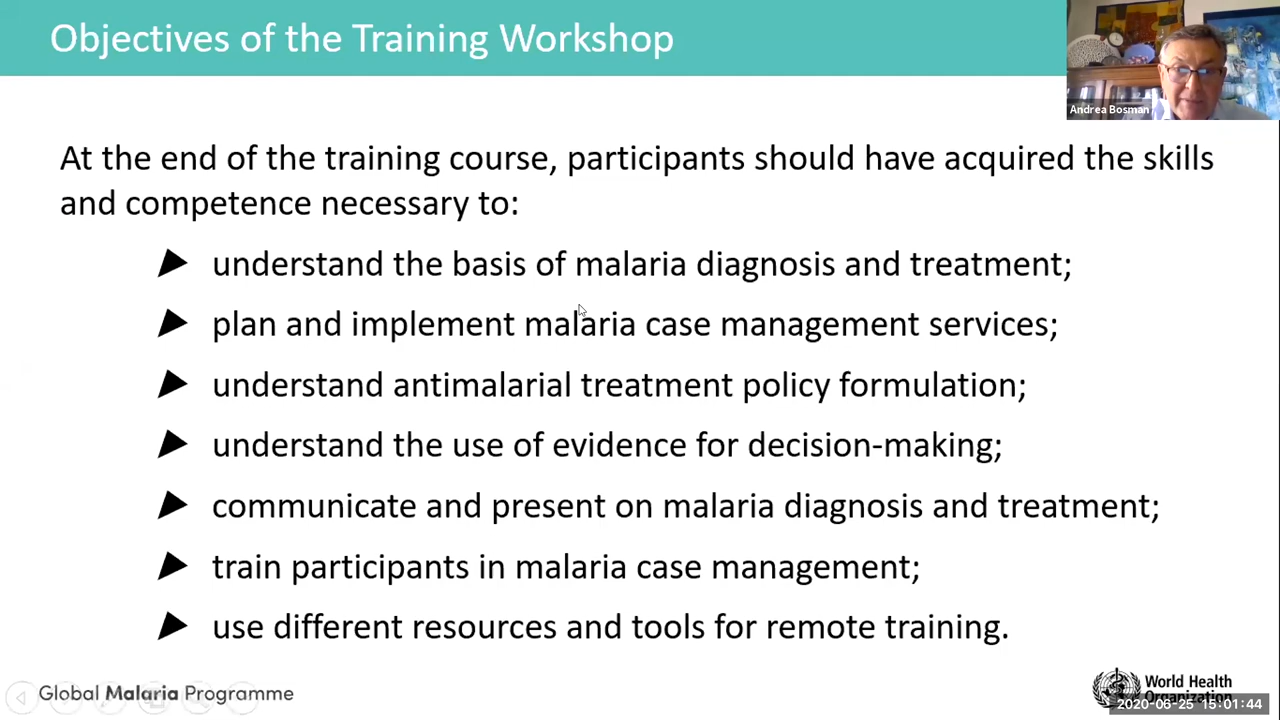 Objectives of the Training Workshop
Andrea Bosman
At the end of the training course, participants should have acquired the skills
and competence necessary to:
understand the basis of malaria diagnosis and treatment;
plan and implement malaria case management services;
understand antimalarial treatment policy formulation;
understand the use of evidence for decision-making;
communicate and present on malaria diagnosis and treatment;
train participants in malaria case management;
use different resources and tools for remote training.
Global Malaria Programme
World Health
Organization
2020-06-25 15:01:44